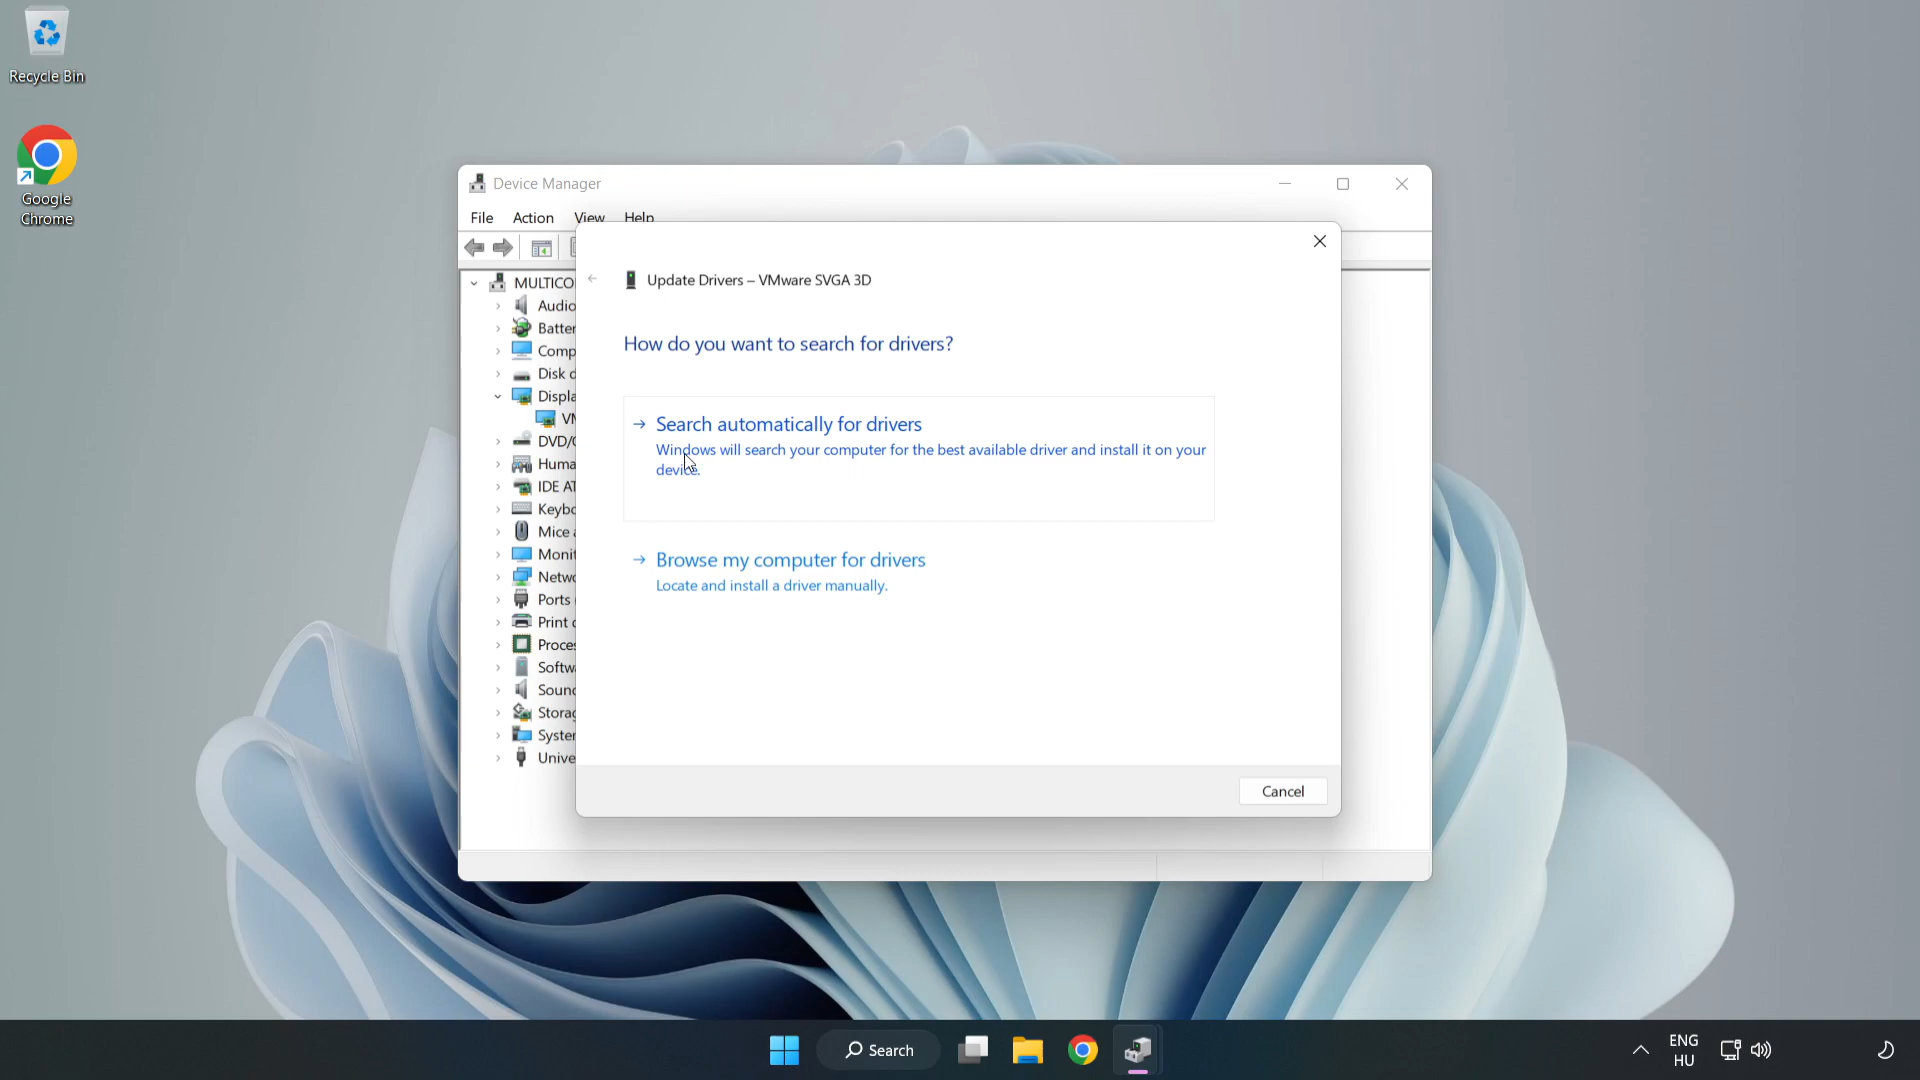 Recycle Bin
Google
Chrome
Device Manager
File Action View Help
Update Drivers – VMware SVGA 3D
How do you want to search for drivers?
Search automatically for drivers
Windows will search your computer for the best available driver and install it on your
device.
Browse my computer for drivers
Locate and install a driver manually.
Cancel
MULTICO
Audio
Batter
Comp
Disk d
Displa
VM
DVD/C
Huma
IDE AT
Keybo
Mice a
Monit
Netwo
Ports
Print q
Proces
Softwa
Sound
Storag
System
Unive
Search
ENG
HU